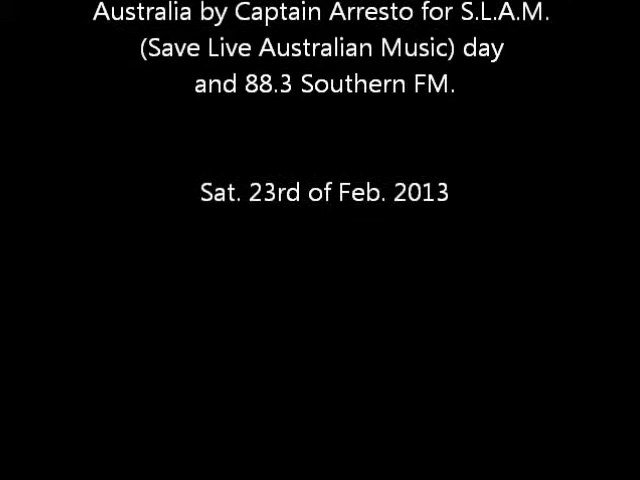 Australia by Captain Arresto for S.L.A.M.
(Save Live Australian Music) day
and 88.3 Southern FM.
Sat. 23rd of Feb. 2013